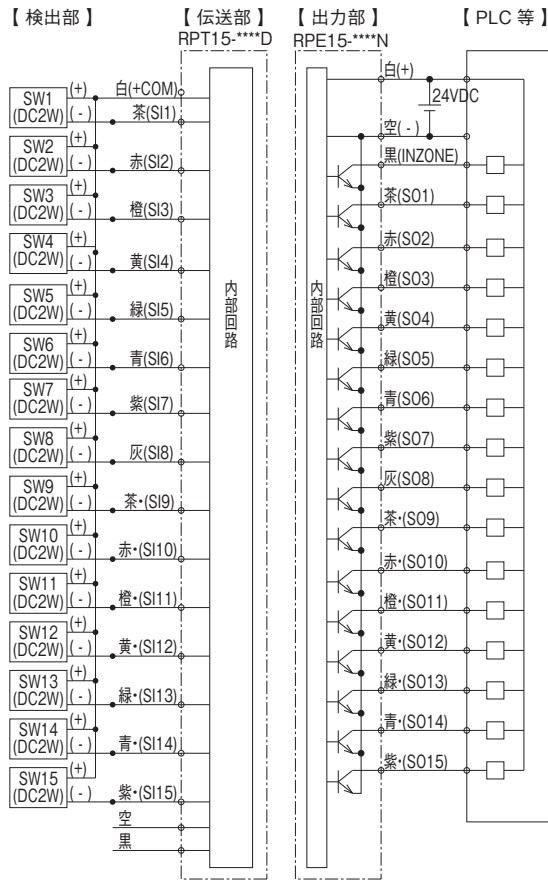 【 検出部 】
【 伝送部 】
RPT15-****D
【 出力部 】
RPE15-****N
【 PLC 等 】
SW1
(DC2W)
(+)
(-)
白(+COM)
茶(SI1)
SW2
(DC2W)
(+)
(-)
赤(SI2)
SW3
(DC2W)
(+)
(-)
橙(SI3)
SW4
(DC2W)
(+)
(-)
黄(SI4)
SW5
(DC2W)
(+)
(-)
緑(SI5)
SW6
(DC2W)
(+)
(-)
青(SI6)
SW7
(DC2W)
(+)
(-)
紫(SI7)
SW8
(DC2W)
(+)
(-)
灰(SI8)
SW9
(DC2W)
(+)
(-)
茶･(SI9)
SW10
(DC2W)
(+)
(-)
赤･(SI10)
SW11
(DC2W)
(+)
(-)
橙･(SI11)
SW12
(DC2W)
(+)
(-)
黄･(SI12)
SW13
(DC2W)
(+)
(-)
緑･(SI13)
SW14
(DC2W)
(+)
(-)
青･(SI14)
SW15
(DC2W)
(+)
(-)
紫･(SI15)
空
黒
内部回路
内部回路
白(+)
24VDC
空(-)
黒(INZONE)
茶(SO1)
赤(SO2)
橙(SO3)
黄(SO4)
緑(SO5)
青(SO6)
紫(SO7)
灰(SO8)
茶･(SO9)
赤･(SO10)
橙･(SO11)
黄･(SO12)
緑･(SO13)
青･(SO14)
紫･(SO15)